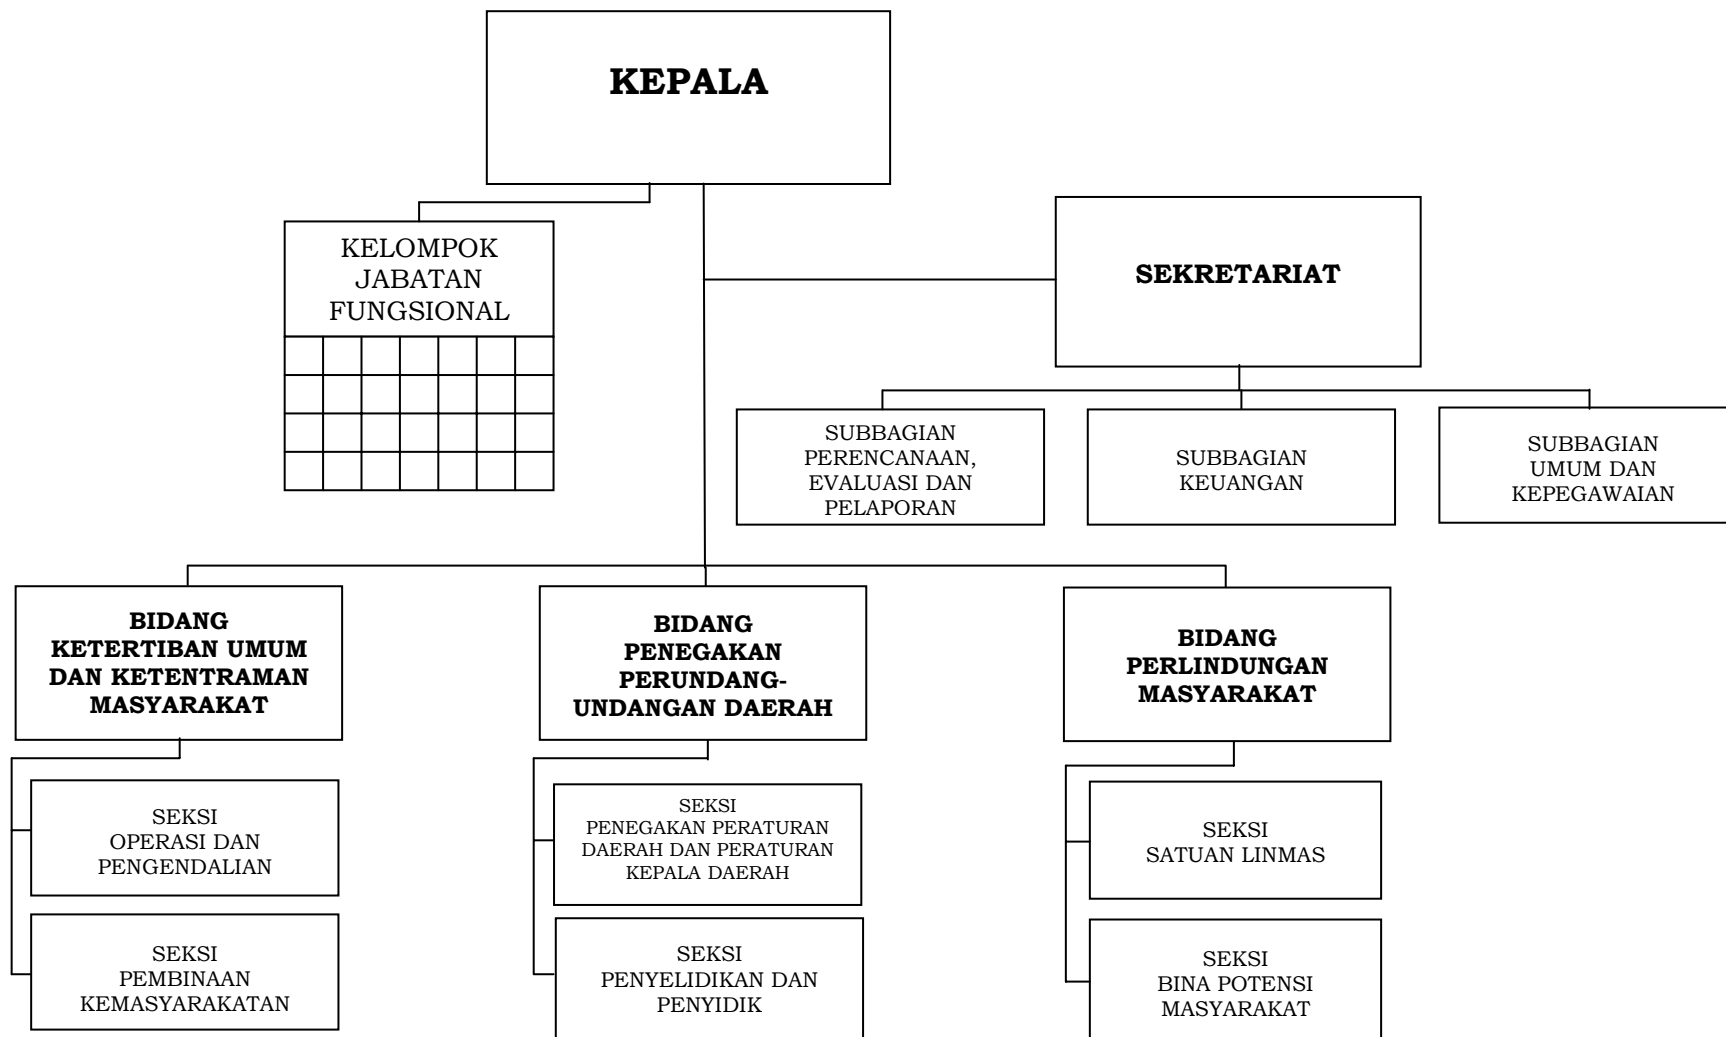 KEPALA
KELOMPOK
JABATAN
FUNGSIONAL
SEKRETARIAT
SUBBAGIAN
PERENCANAAN,
EVALUASI DAN
PELAPORAN
SUBBAGIAN
KEUANGAN
SUBBAGIAN
UMUM DAN
KEPEGAWAIAN
BIDANG
KETERTIBAN UMUM
DAN KETENTRAMAN
MASYARAKAT
BIDANG
PENEGAKAN
PERUNDANG-
UNDANGAN DAERAH
BIDANG
PERLINDUNGAN
MASYARAKAT
SEKSI
OPERASI DAN
PENGENDALIAN
SEKSI
PENEGAKAN PERATURAN
DAERAH DAN PERATURAN
KEPALA DAERAH
SEKSI
SATUAN LINMAS
SEKSI
PEMBINAAN
KEMASYARAKATAN
SEKSI
PENYELIDIKAN DAN
PENYIDIK
SEKSI
BINA POTENSI
MASYARAKAT